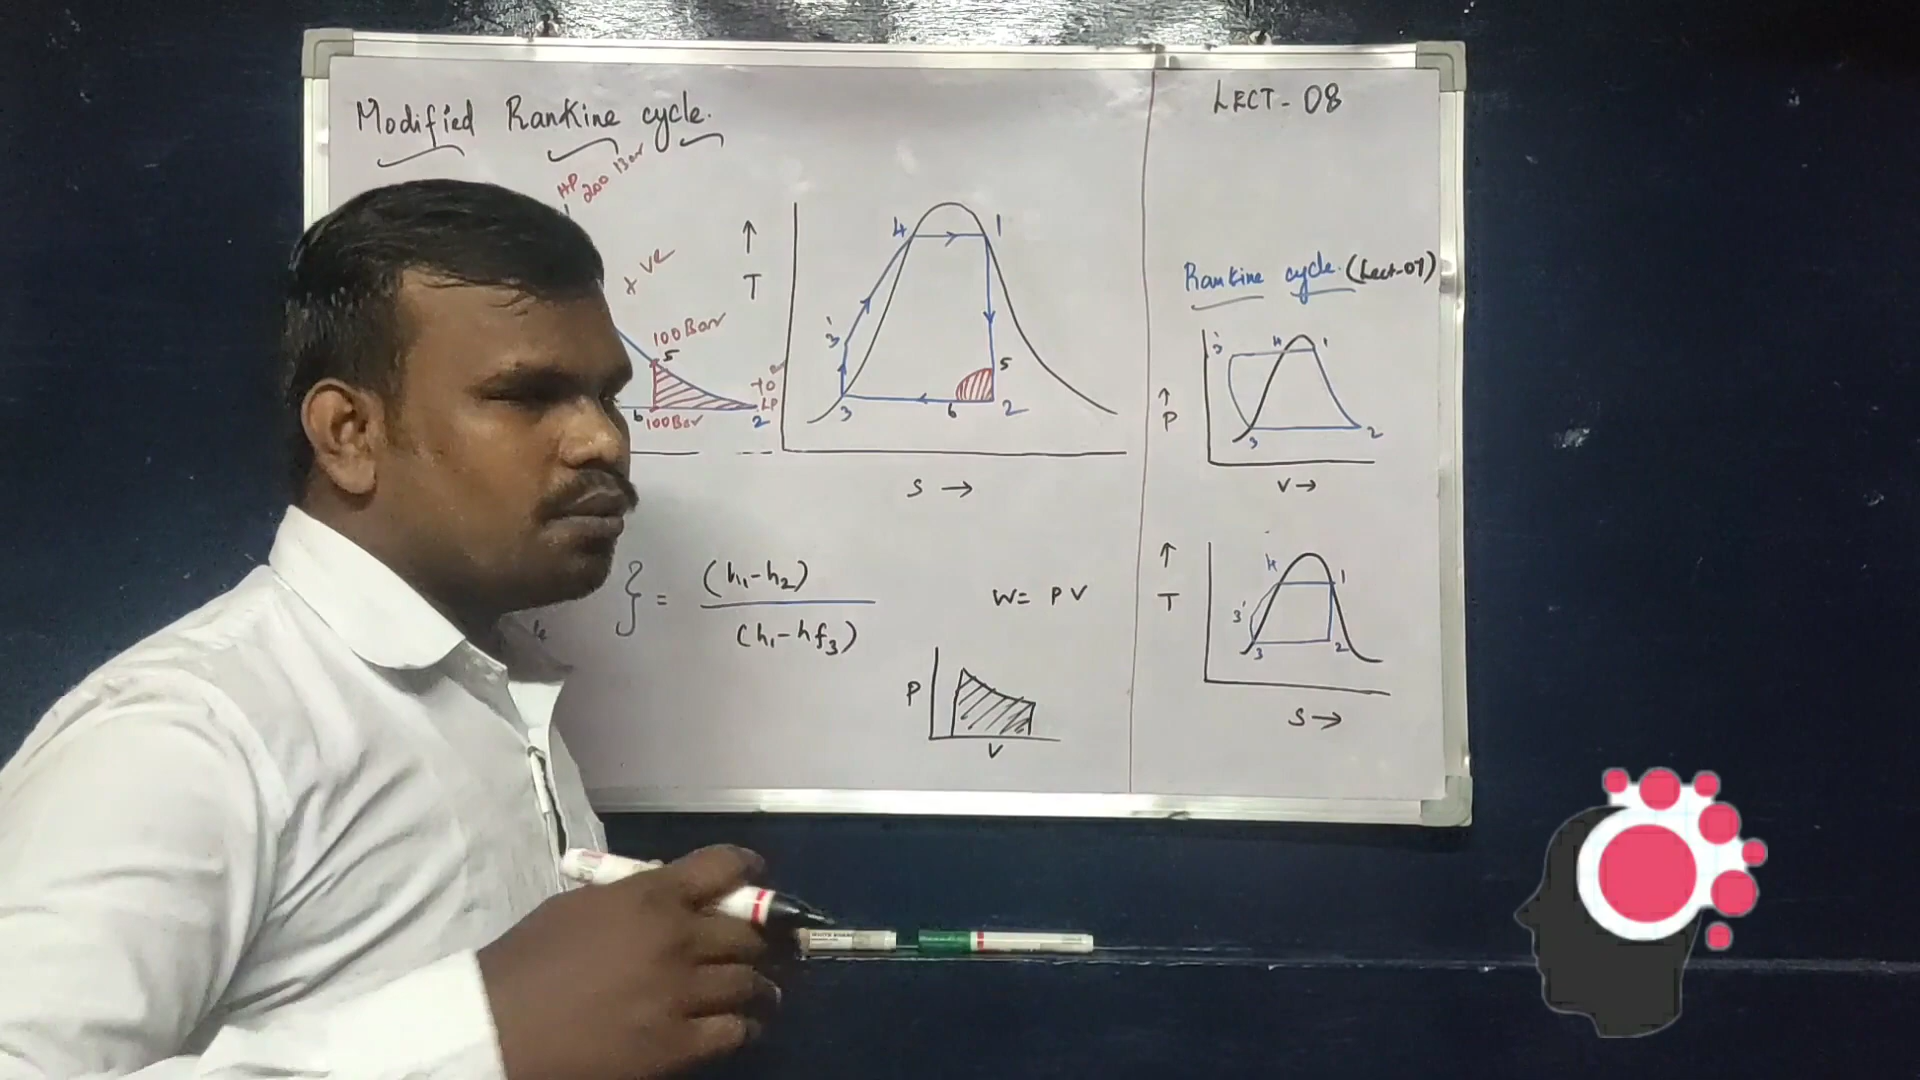 Modified Rankine cycle.
LECT - 08
HP 200 Bar
↑
T
4
1
x ve
3'
100 Bar
5
5
LP
6
100 Bar
2
3
6
2
S →
Rankine cycle. (Lect-07)
3'
4
1
↑
P
3
2
V →
} = (h₁-h₂)
(h₁-hf₃)
W= PV
P
V
↑
T
4
1
3'
3
2
S →